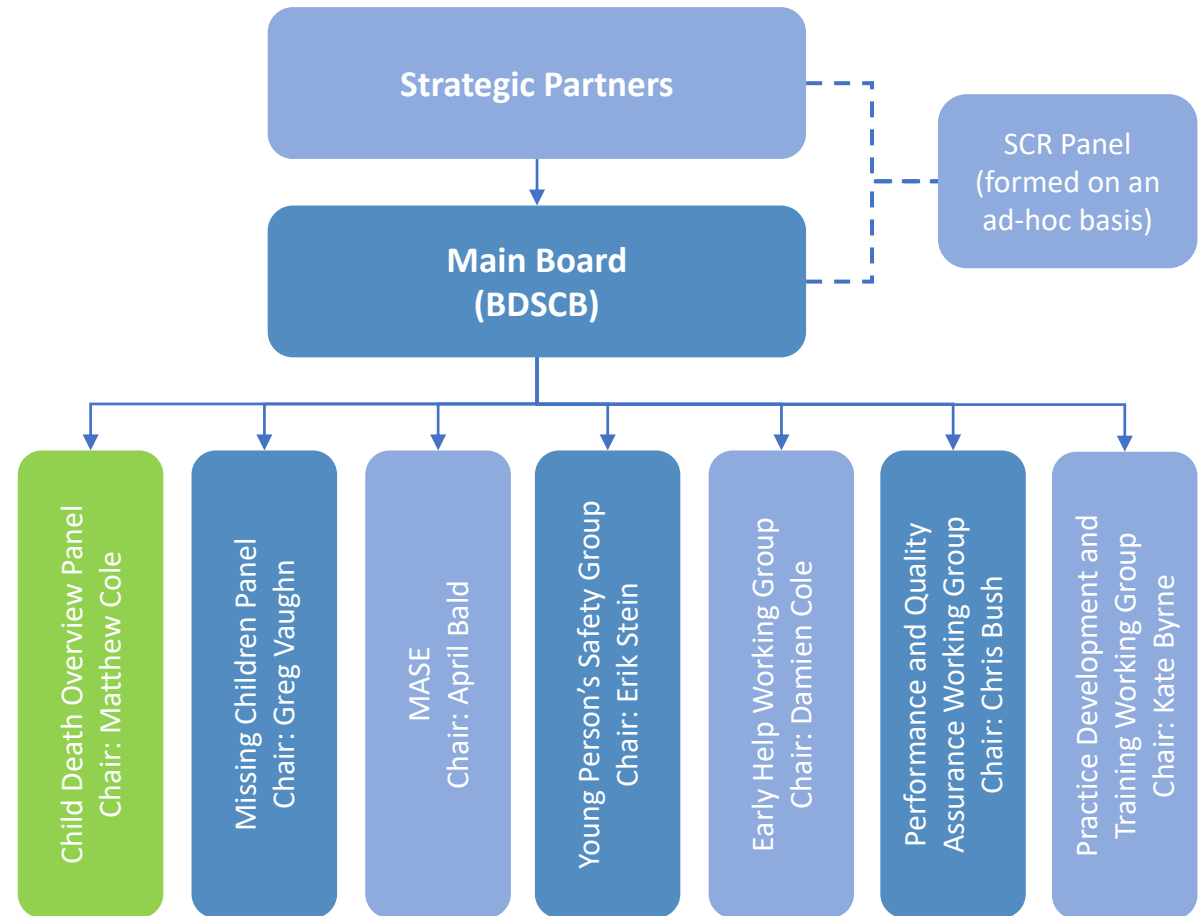 Strategic Partners
SCR Panel
(formed on an
ad-hoc basis)
Main Board
(BDSCB)
Child Death Overview Panel
Chair: Matthew Cole
Missing Children Panel
Chair: Greg Vaughn
MASE
Chair: April Bald
Young Person’s Safety Group
Chair: Erik Stein
Early Help Working Group
Chair: Damien Cole
Performance and Quality
Assurance Working Group
Chair: Chris Bush
Practice Development and
Training Working Group
Chair: Kate Byrne